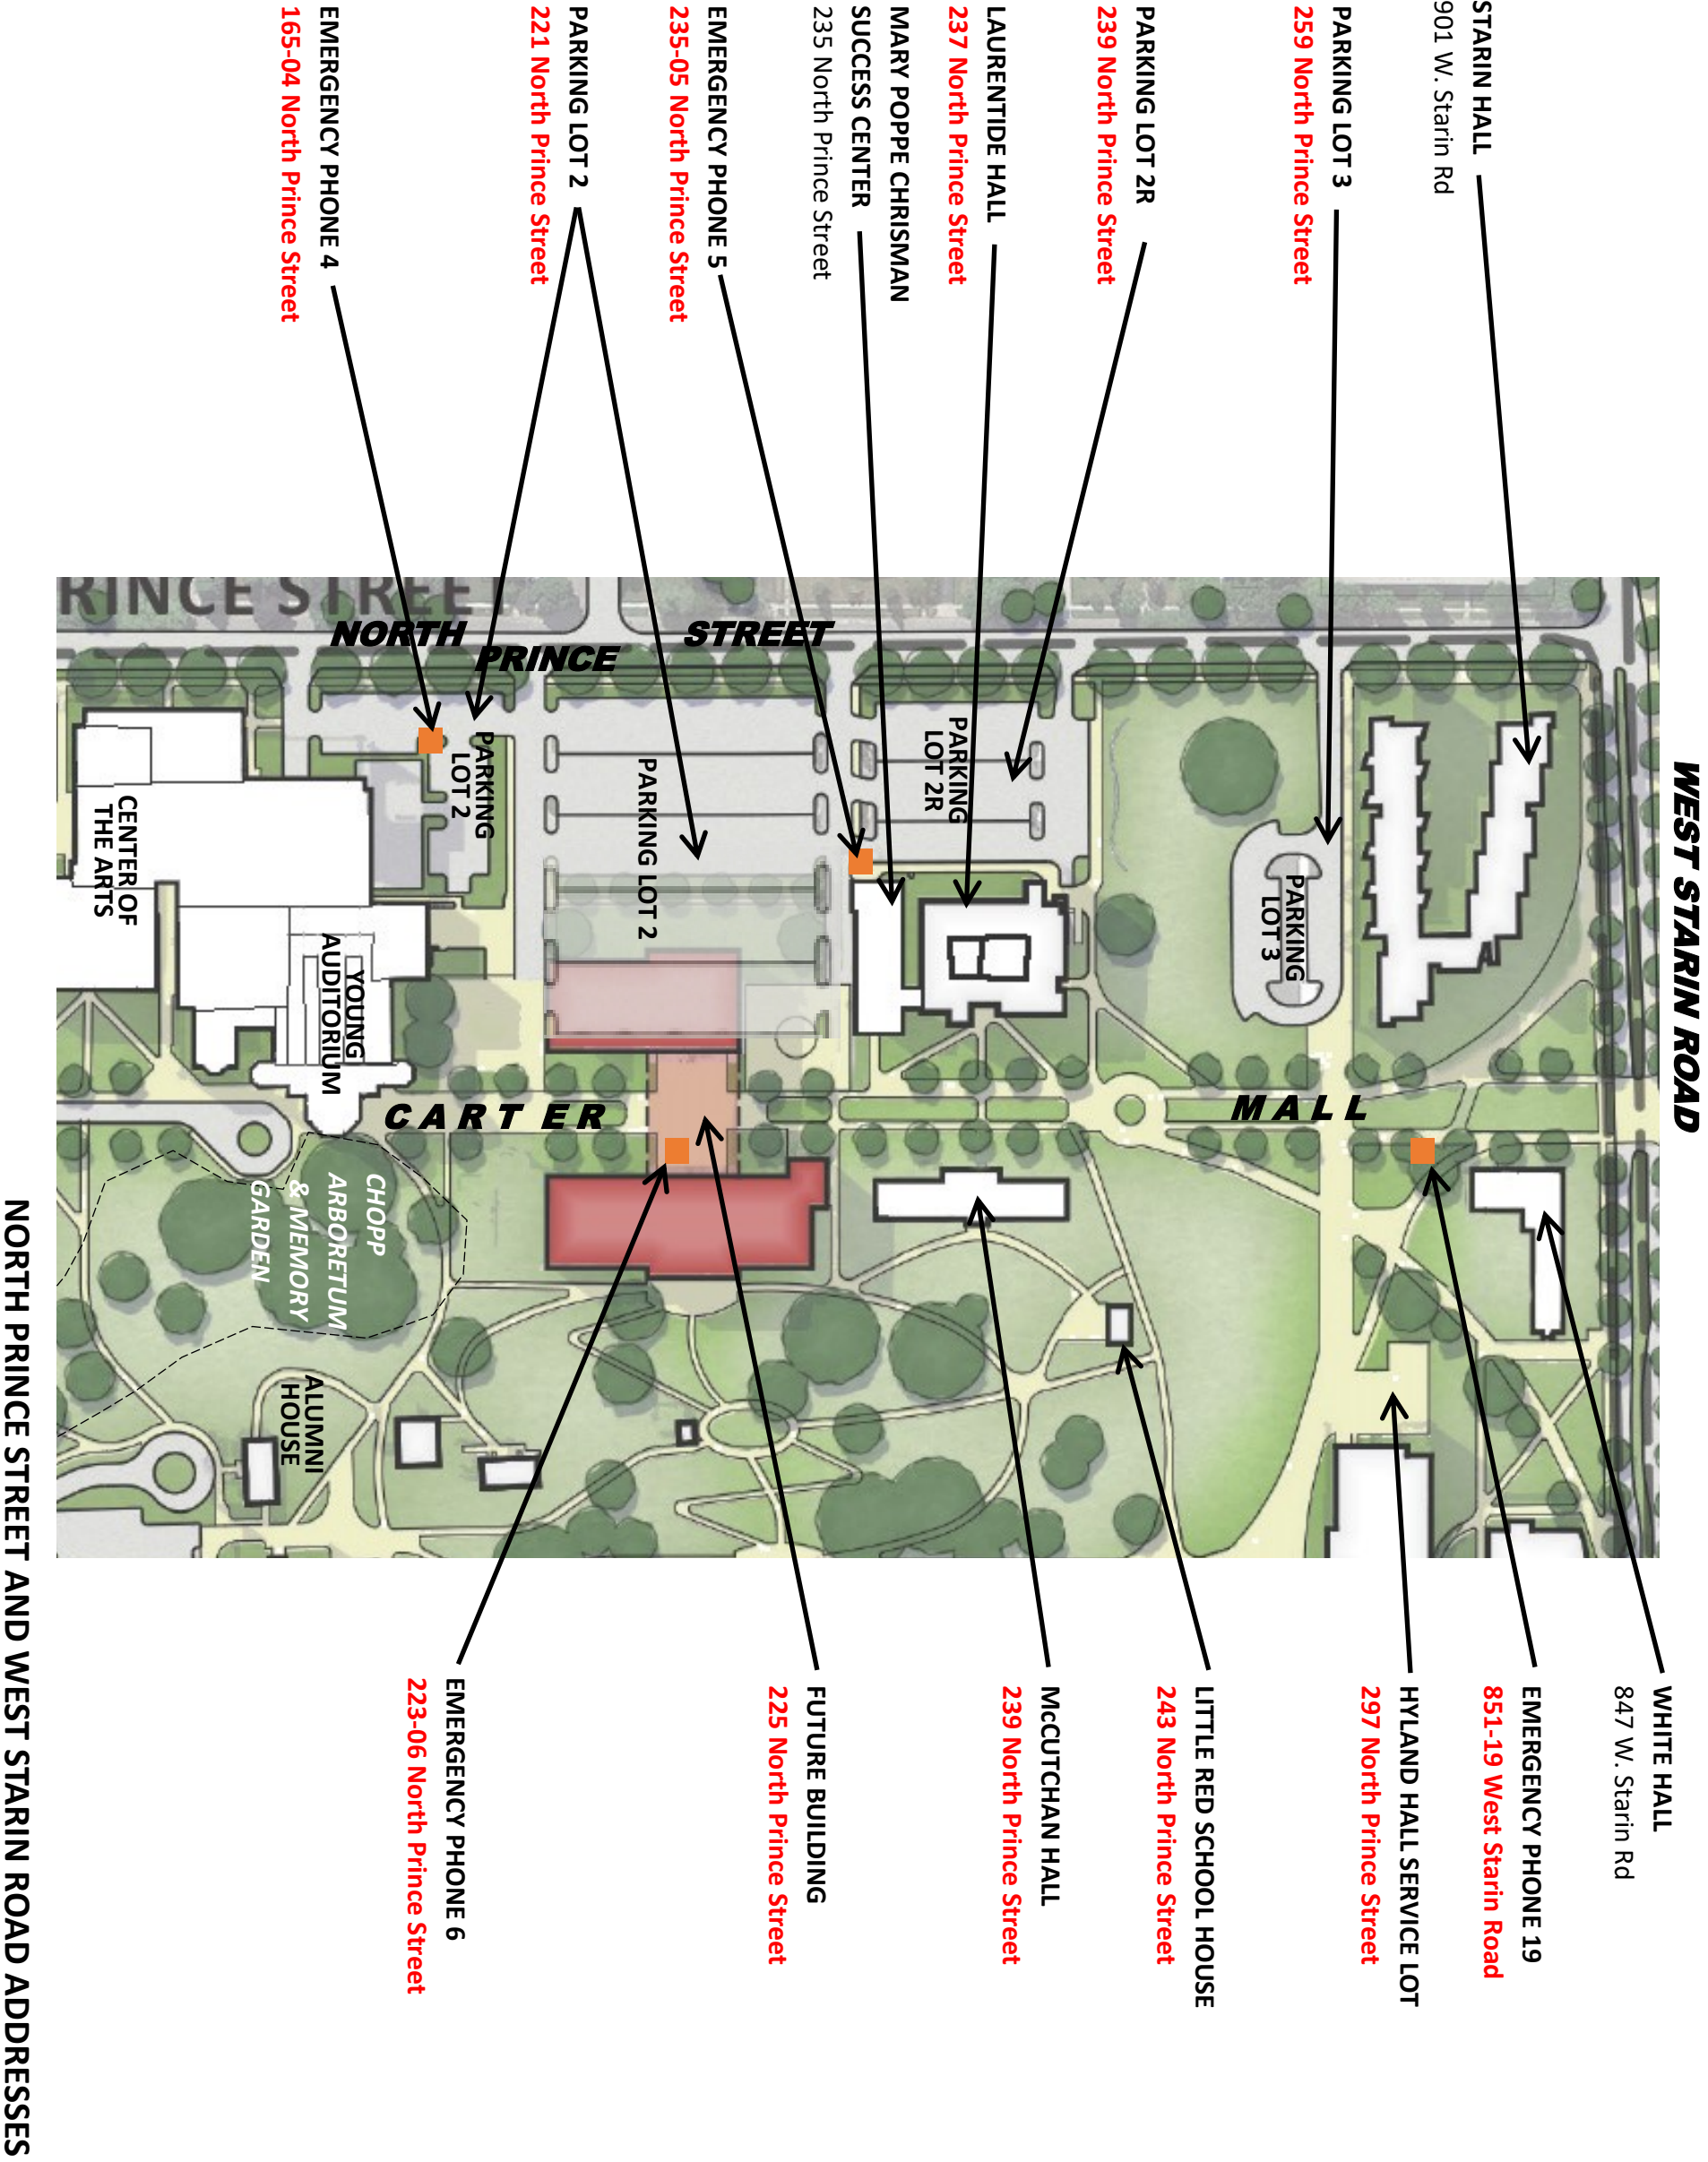 STARIN HALL
901 W. Starin Rd
PARKING LOT 3
259 North Prince Street
PARKING LOT 2R
239 North Prince Street
LAURENTIDE HALL
237 North Prince Street
MARY POPPE CHRISMAN
SUCCESS CENTER
235 North Prince Street
EMERGENCY PHONE 5
235-05 North Prince Street
PARKING LOT 2
221 North Prince Street
EMERGENCY PHONE 4
165-04 North Prince Street
WEST STARIN ROAD
RINCE STREE
NORTH
PRINCE
STREET
PARKING
LOT 3
PARKING
LOT 2R
PARKING LOT 2
PARKING
LOT 2
CENTER OF
THE ARTS
YOUNG
AUDITORIUM
CARTER
MALL
CHOPP
ARBORETUM
& MEMORY
GARDEN
ALUMNI
HOUSE
WHITE HALL
847 W. Starin Rd
EMERGENCY PHONE 19
851-19 West Starin Road
HYLAND HALL SERVICE LOT
297 North Prince Street
LITTLE RED SCHOOL HOUSE
243 North Prince Street
McCUTCHAN HALL
239 North Prince Street
FUTURE BUILDING
225 North Prince Street
EMERGENCY PHONE 6
223-06 North Prince Street
NORTH PRINCE STREET AND WEST STARIN ROAD ADDRESSES